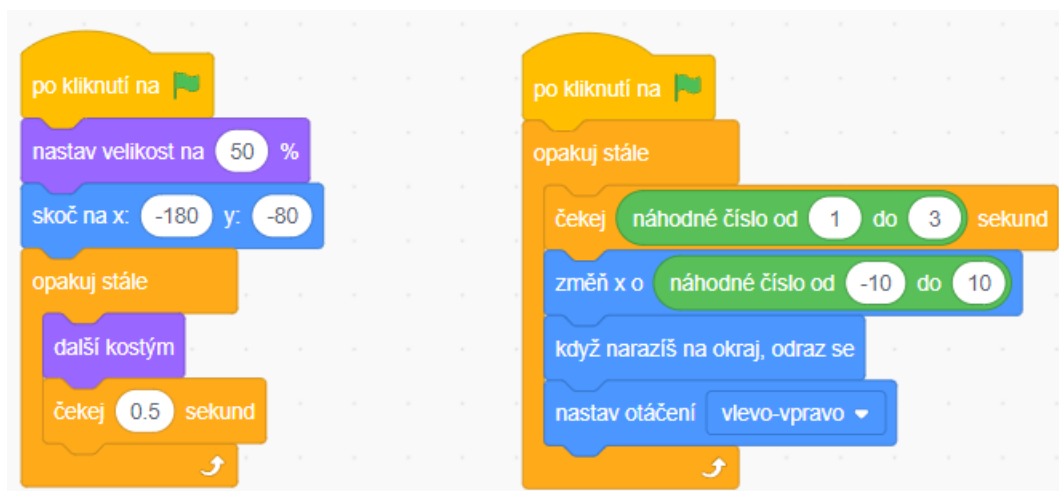 po kliknutí na
nastav velikost na 50 %
skoč na x: -180 y: -80
opakuj stále
další kostým
čekej 0.5 sekund
po kliknutí na
opakuj stále
čekej náhodné číslo od 1 do 3 sekund
změň x o náhodné číslo od -10 do 10
když narazíš na okraj, odraz se
nastav otáčení vlevo-vpravo